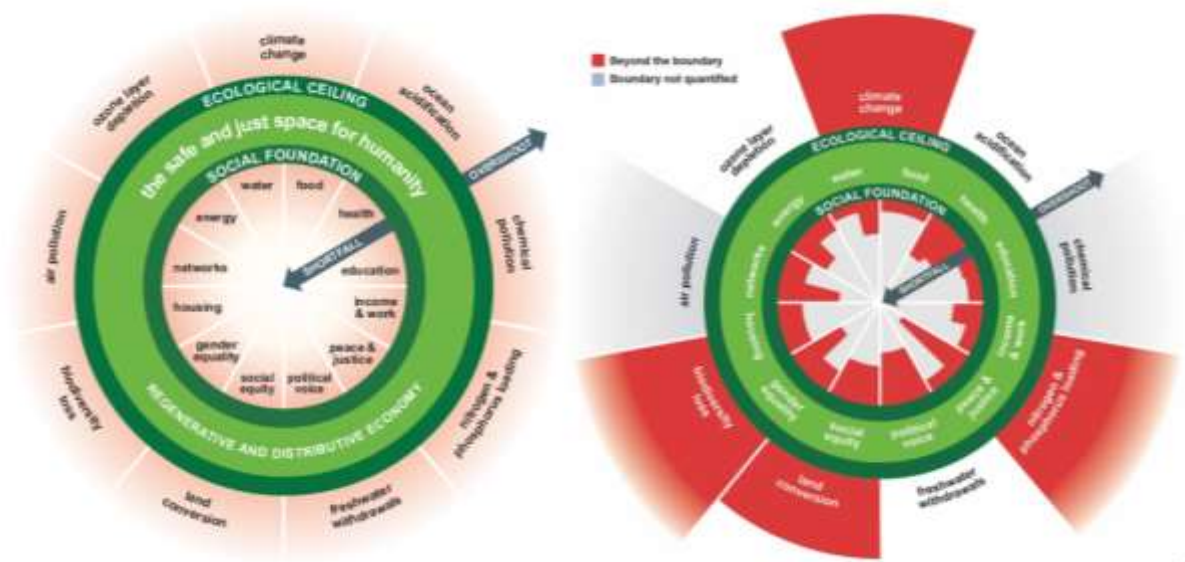 climate
change
ocean
acidification
chemical
pollution
nitrogen &
phosphorus loading
freshwater
withdrawals
land
conversion
biodiversity
loss
air pollution
ozone layer
depletion
ECOLOGICAL CEILING
the safe and just space for humanity
SOCIAL FOUNDATION
OVERSHOOT
SHORTFALL
water
food
health
education
income
& work
peace &
justice
political
voice
social
equity
gender
equality
housing
networks
energy
REGENERATIVE AND DISTRIBUTIVE ECONOMY
Beyond the boundary
Boundary not quantified
climate
change
ocean
acidification
chemical
pollution
nitrogen &
phosphorus loading
freshwater
withdrawals
land
conversion
biodiversity
loss
air pollution
ozone layer
depletion
ECOLOGICAL CEILING
SOCIAL FOUNDATION
OVERSHOOT
SHORTFALL
water
food
health
education
income
& work
peace &
justice
political
voice
social
equity
gender
equality
housing
networks
energy